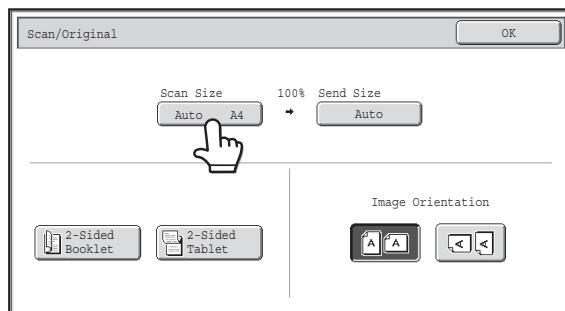 Scan/Original OK
Scan Size 100% Send Size
Auto A4 Auto
Image Orientation
2-Sided
Booklet
2-Sided
Tablet
A A A A